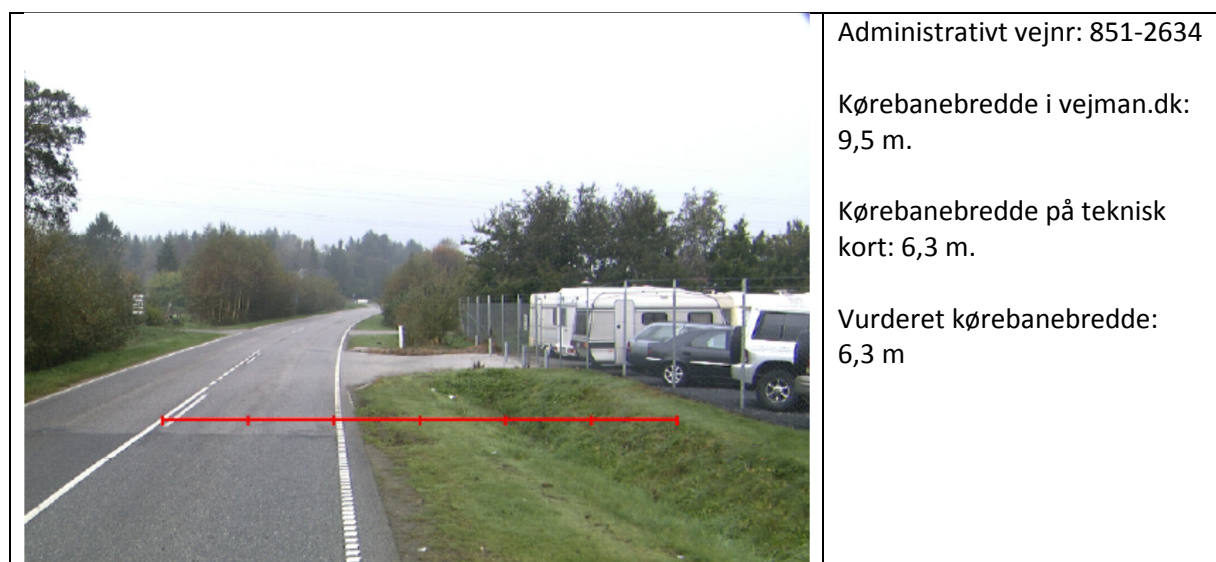 Administrativt vejnr: 851-2634
Kørebanebredde i vejman.dk:
9,5 m.
Kørebanebredde på teknisk
kort: 6,3 m.
Vurderet kørebanebredde:
6,3 m